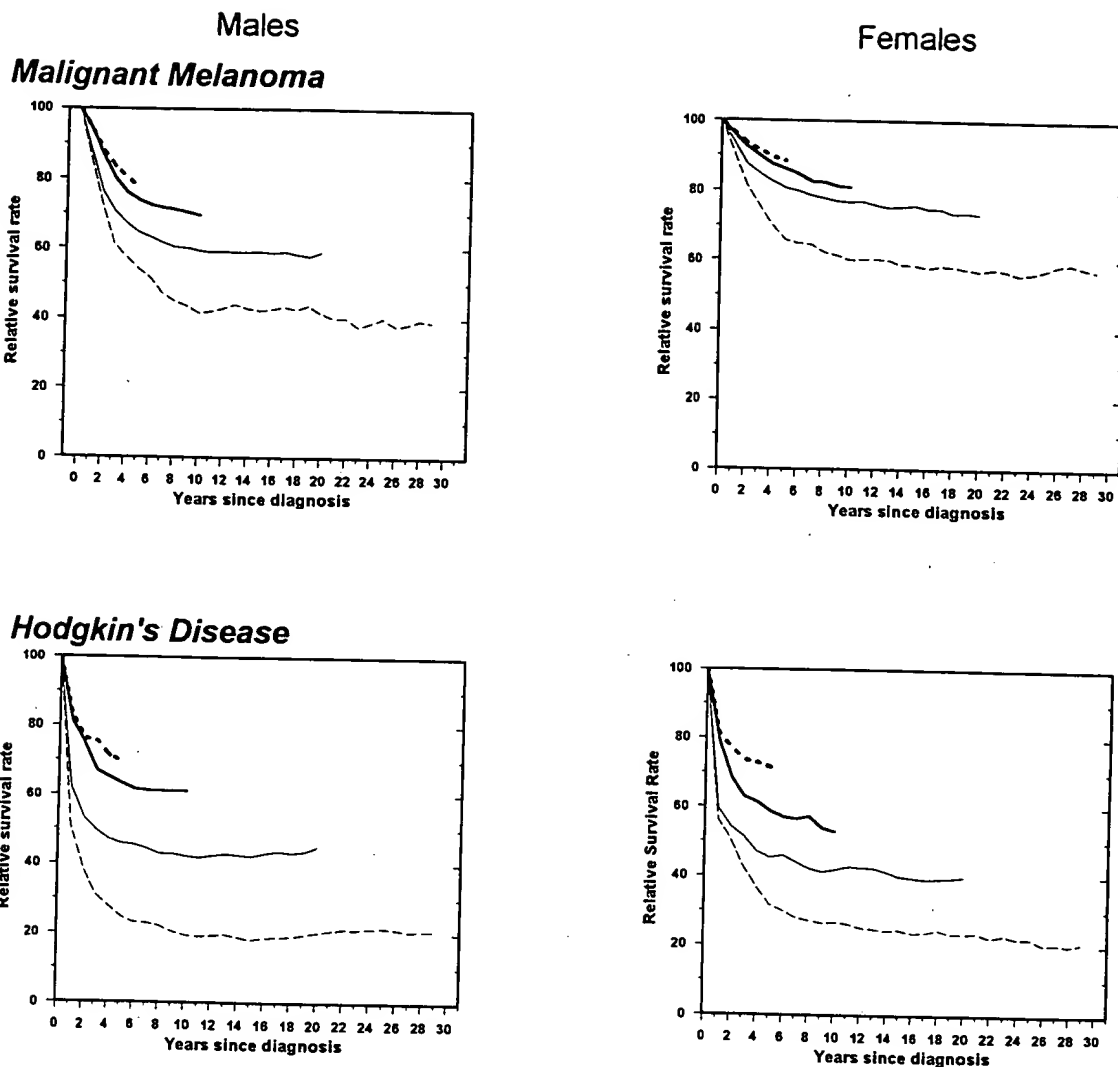 Males
Females
Malignant Melanoma
Relative survival rate
100
80
60
40
20
0
0 2 4 6 8 10 12 14 16 18 20 22 24 26 28 30
Years since diagnosis
Relative survival rate
100
80
60
40
20
0
0 2 4 6 8 10 12 14 16 18 20 22 24 26 28 30
Years since diagnosis
Hodgkin's Disease
Relative survival rate
100
80
60
40
20
0
0 2 4 6 8 10 12 14 16 18 20 22 24 26 28 30
Years since diagnosis
Relative Survival Rate
100
80
60
40
20
0
0 2 4 6 8 10 12 14 16 18 20 22 24 26 28 30
Years since diagnosis